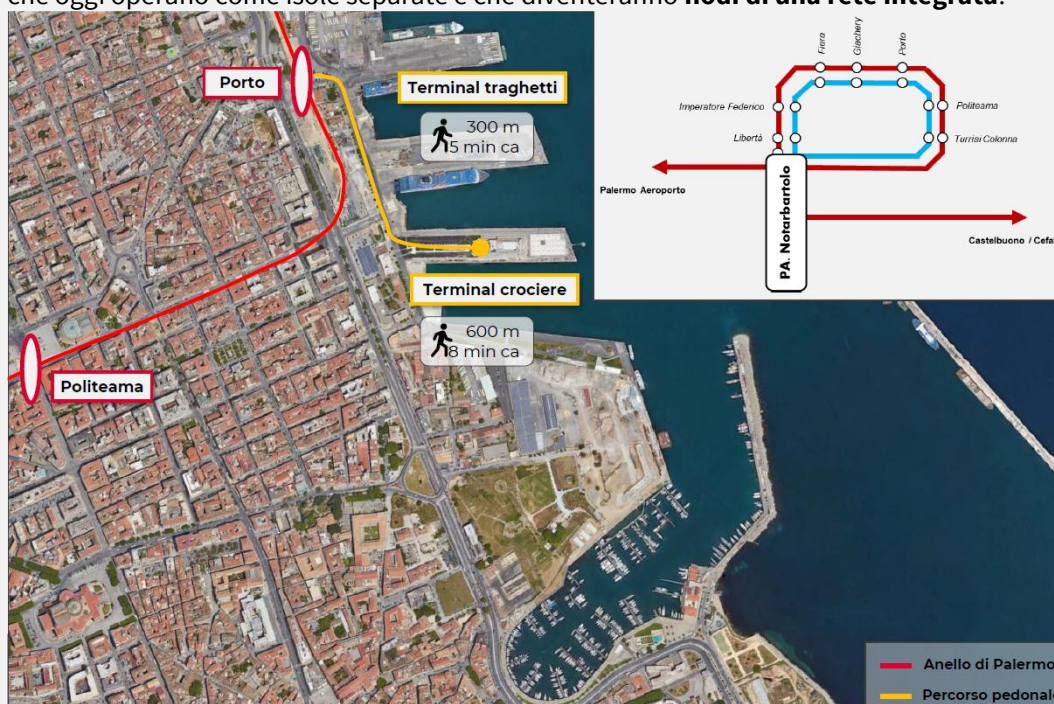 che oggi operano come isole separate e che diventeranno nodi di una rete integrata.
Porto
Terminal traghetti
300 m
5 min ca
Terminal crociere
600 m
8 min ca
Politeama
Fiera
Giachery
Porto
Imperatore Federico
Libertà
Politeama
Turrisi Colonna
Palermo Aeroporto
PA. Notarbartolo
Castelbuono / Cefal
Anello di Palermo
Percorso pedonale